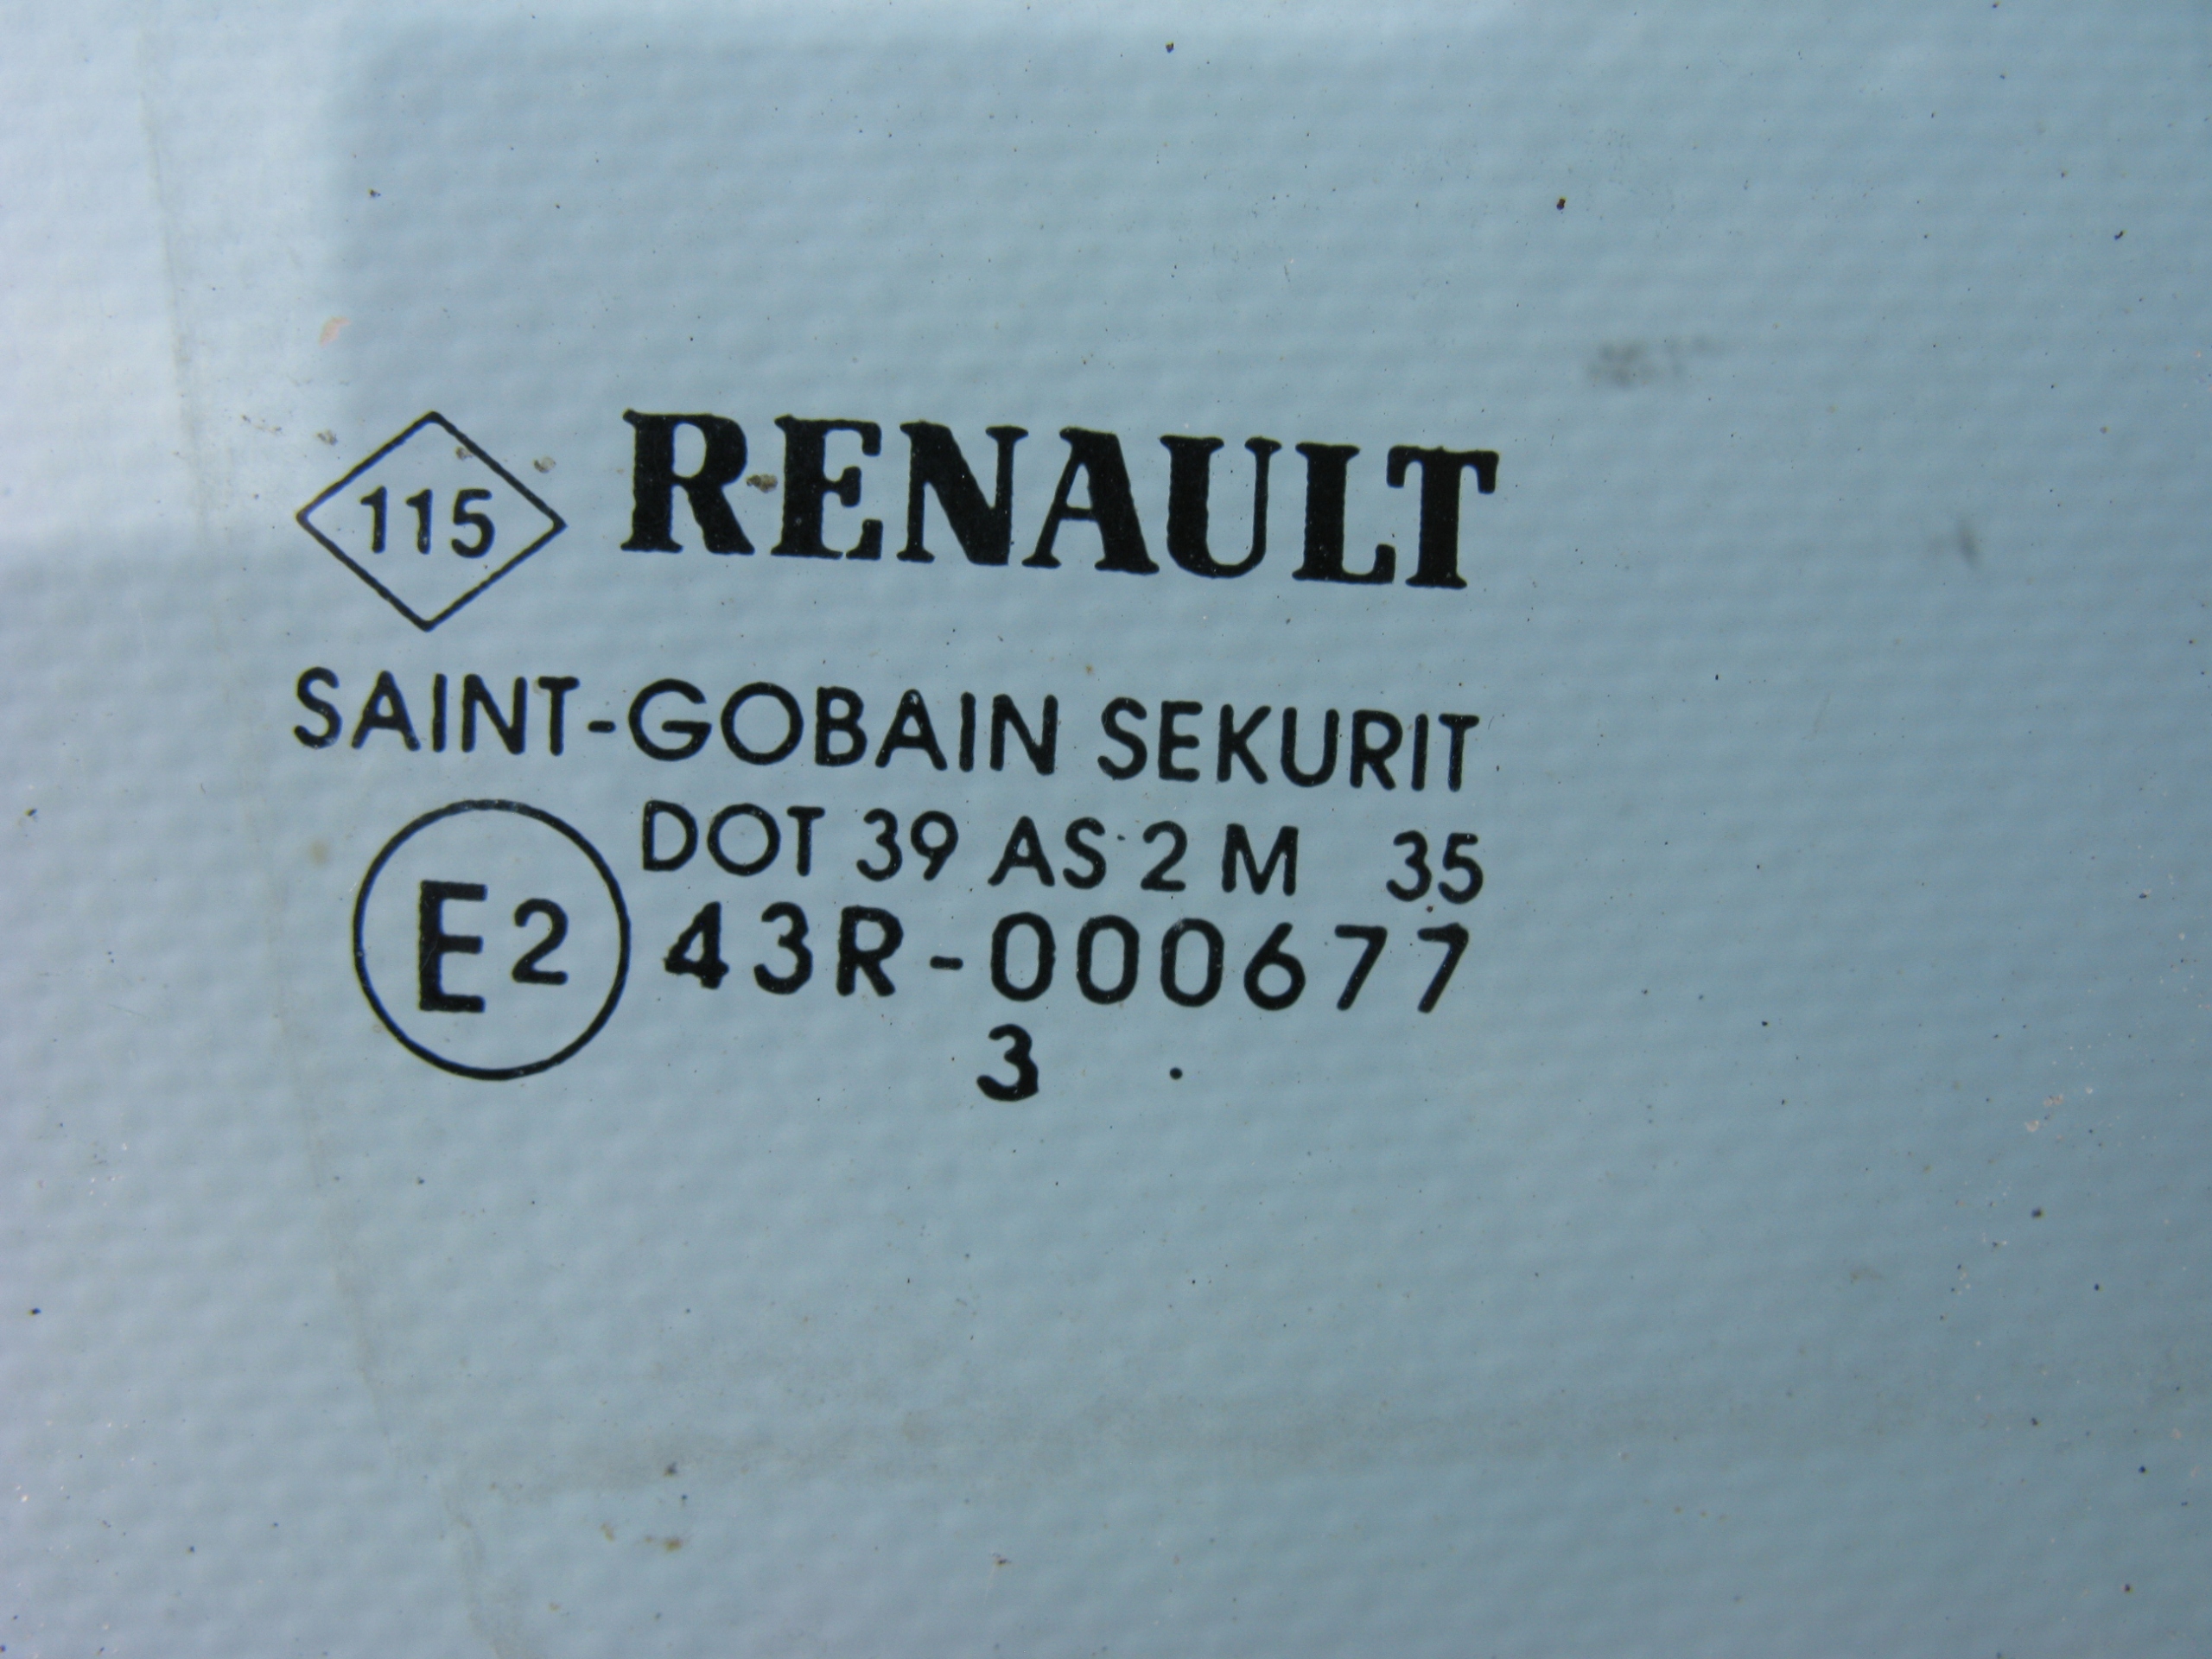 115 RENAULT
SAINT-GOBAIN SEKURIT
DOT 39 AS 2 M 35
E2 43R-000677
3 .